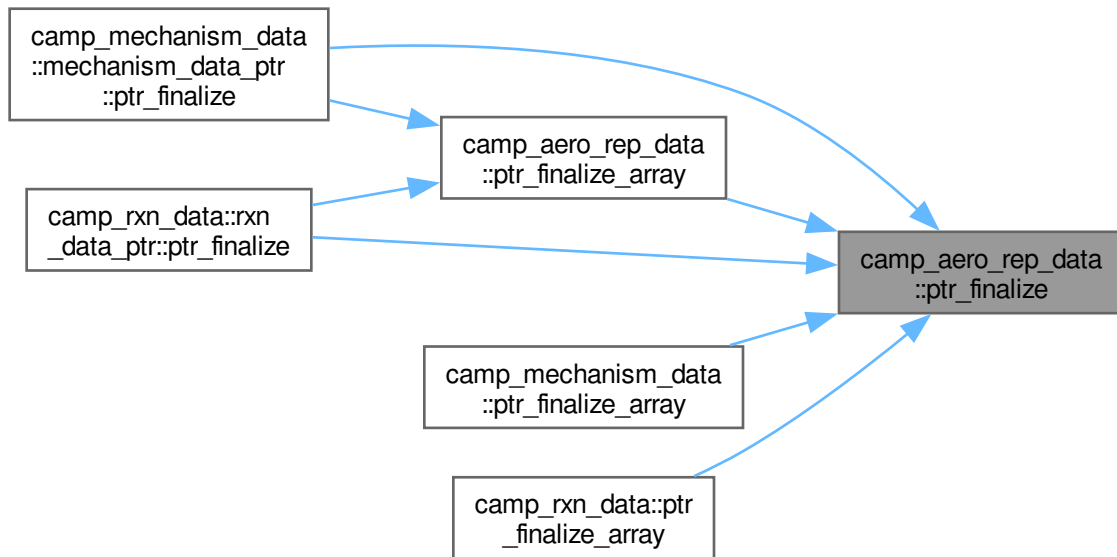 camp_mechanism_data
::mechanism_data_ptr
::ptr_finalize
camp_aero_rep_data
::ptr_finalize_array
camp_rxn_data::rxn
_data_ptr::ptr_finalize
camp_aero_rep_data
::ptr_finalize
camp_mechanism_data
::ptr_finalize_array
camp_rxn_data::ptr
_finalize_array